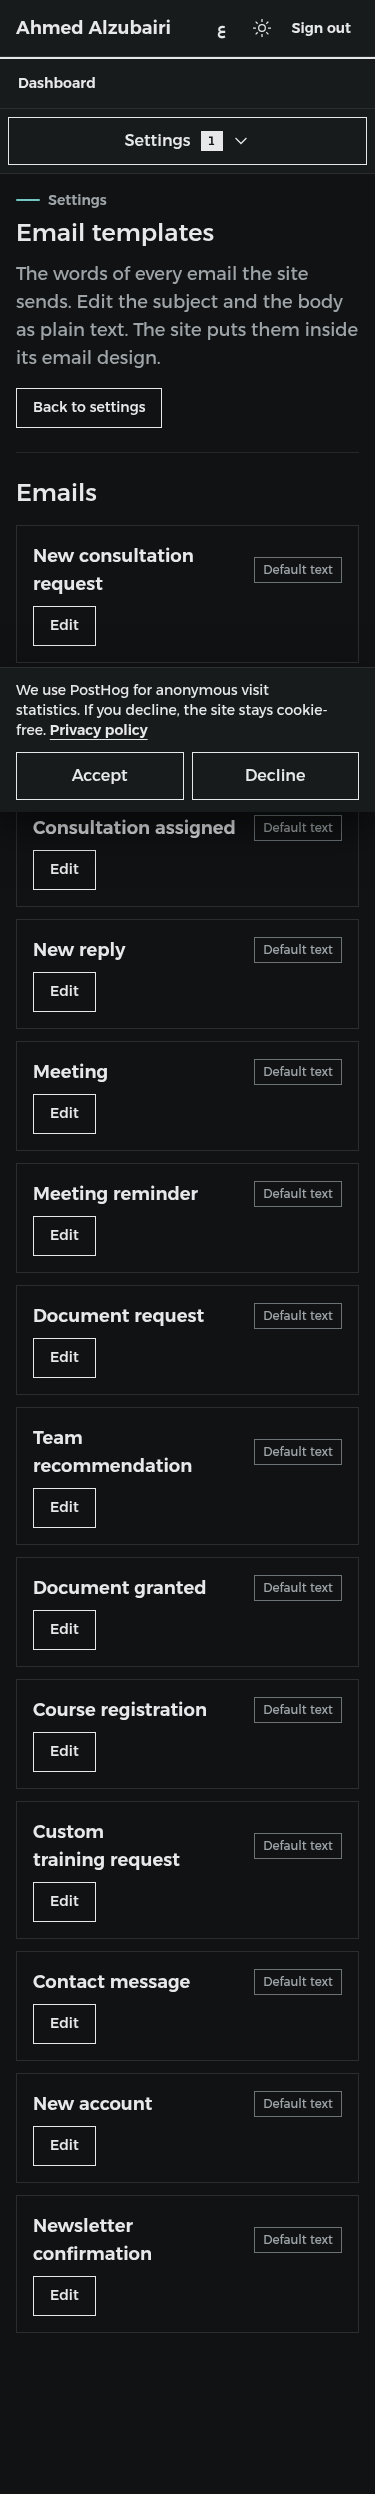 Ahmed Alzubairi
ع
Sign out
Dashboard
Settings 1
Settings
Email templates
The words of every email the site
sends. Edit the subject and the body
as plain text. The site puts them inside
its email design.
Back to settings
Emails
New consultation
request
Default text
Edit
We use PostHog for anonymous visit
statistics. If you decline, the site stays cookie-
free. Privacy policy
Accept
Decline
Consultation assigned
Default text
Edit
New reply
Default text
Edit
Meeting
Default text
Edit
Meeting reminder
Default text
Edit
Document request
Default text
Edit
Team
recommendation
Default text
Edit
Document granted
Default text
Edit
Course registration
Default text
Edit
Custom
training request
Default text
Edit
Contact message
Default text
Edit
New account
Default text
Edit
Newsletter
confirmation
Default text
Edit